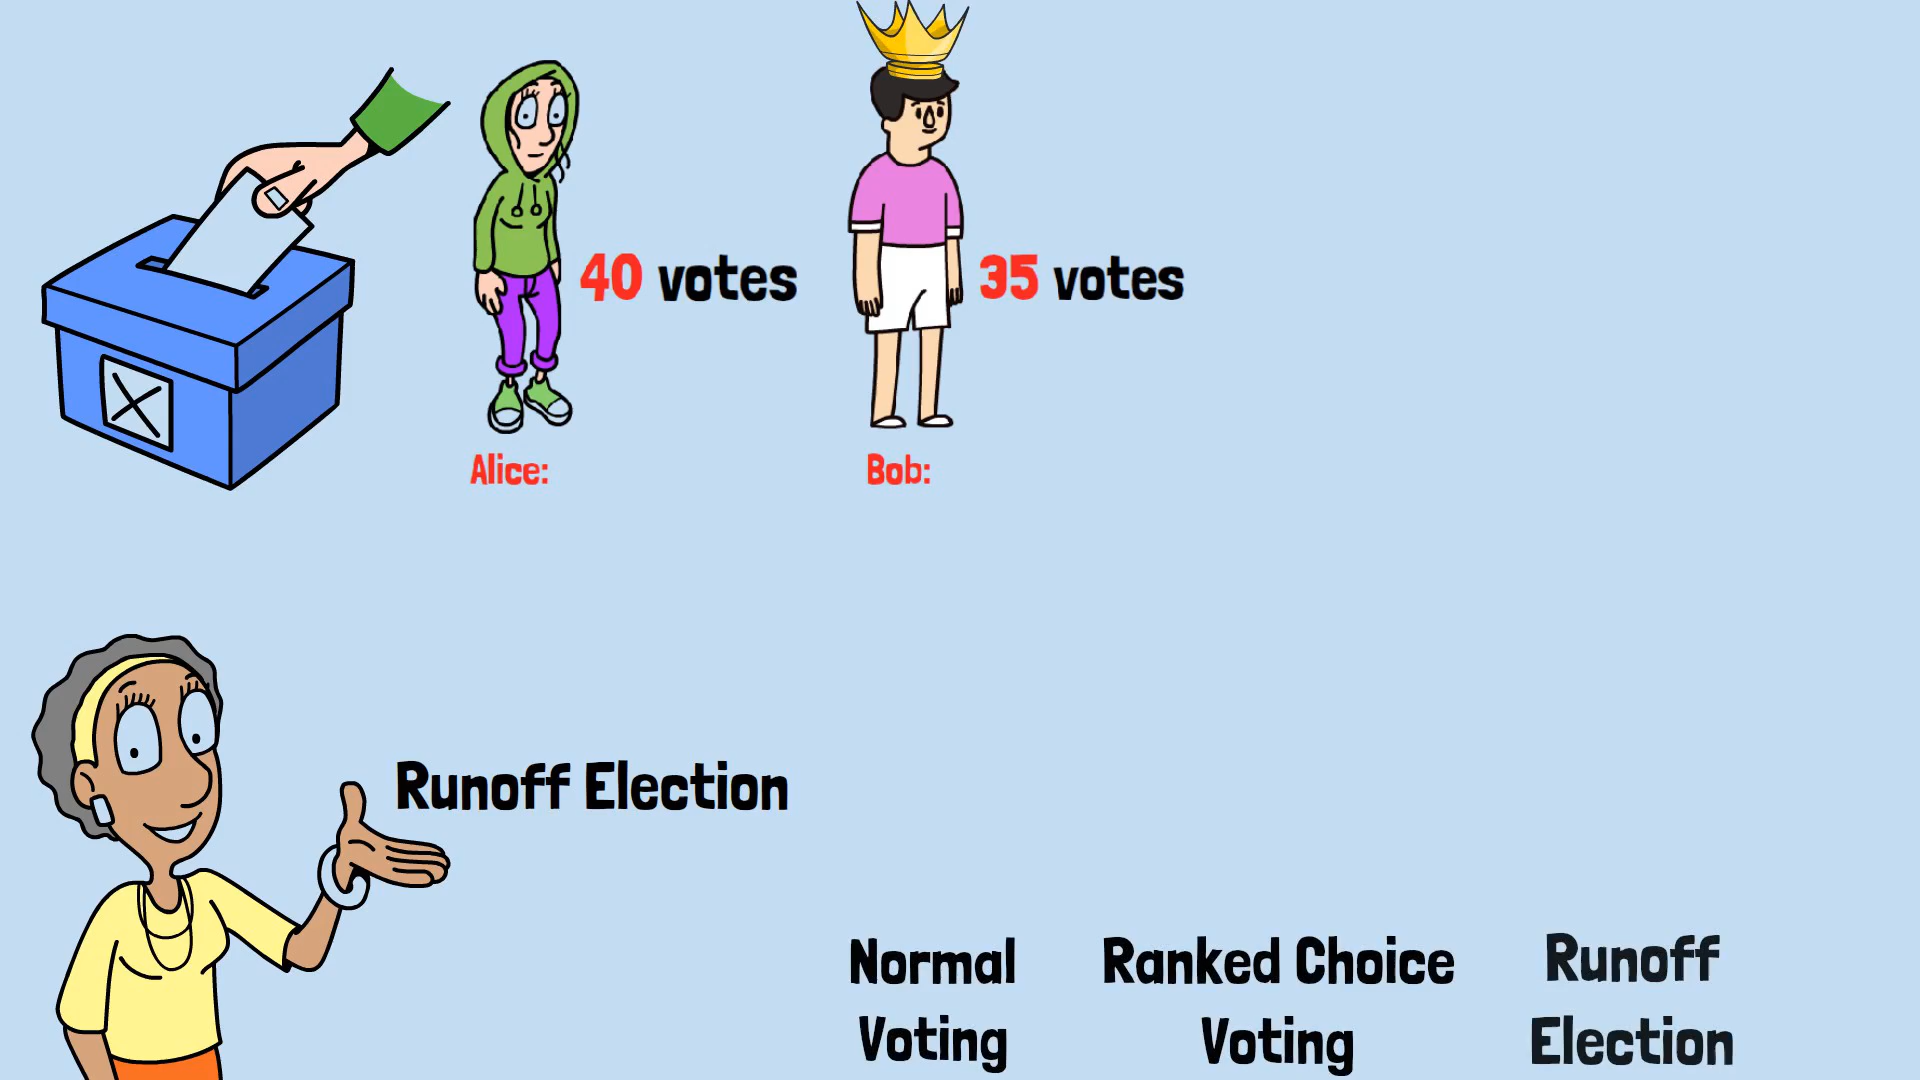 40 votes
35 votes
Alice:
Bob:
Runoff Election
Normal
Voting
Ranked Choice
Voting
Runoff
Election